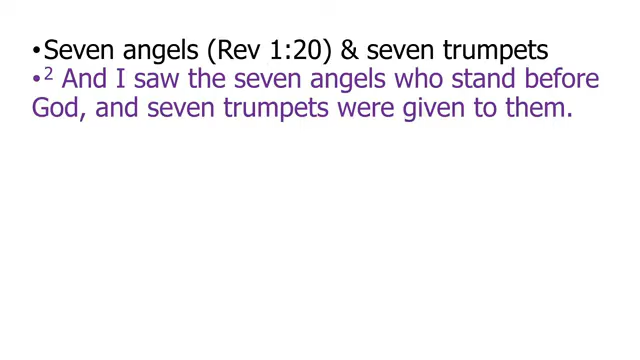 •Seven angels (Rev 1:20) & seven trumpets
•2 And I saw the seven angels who stand before
God, and seven trumpets were given to them.